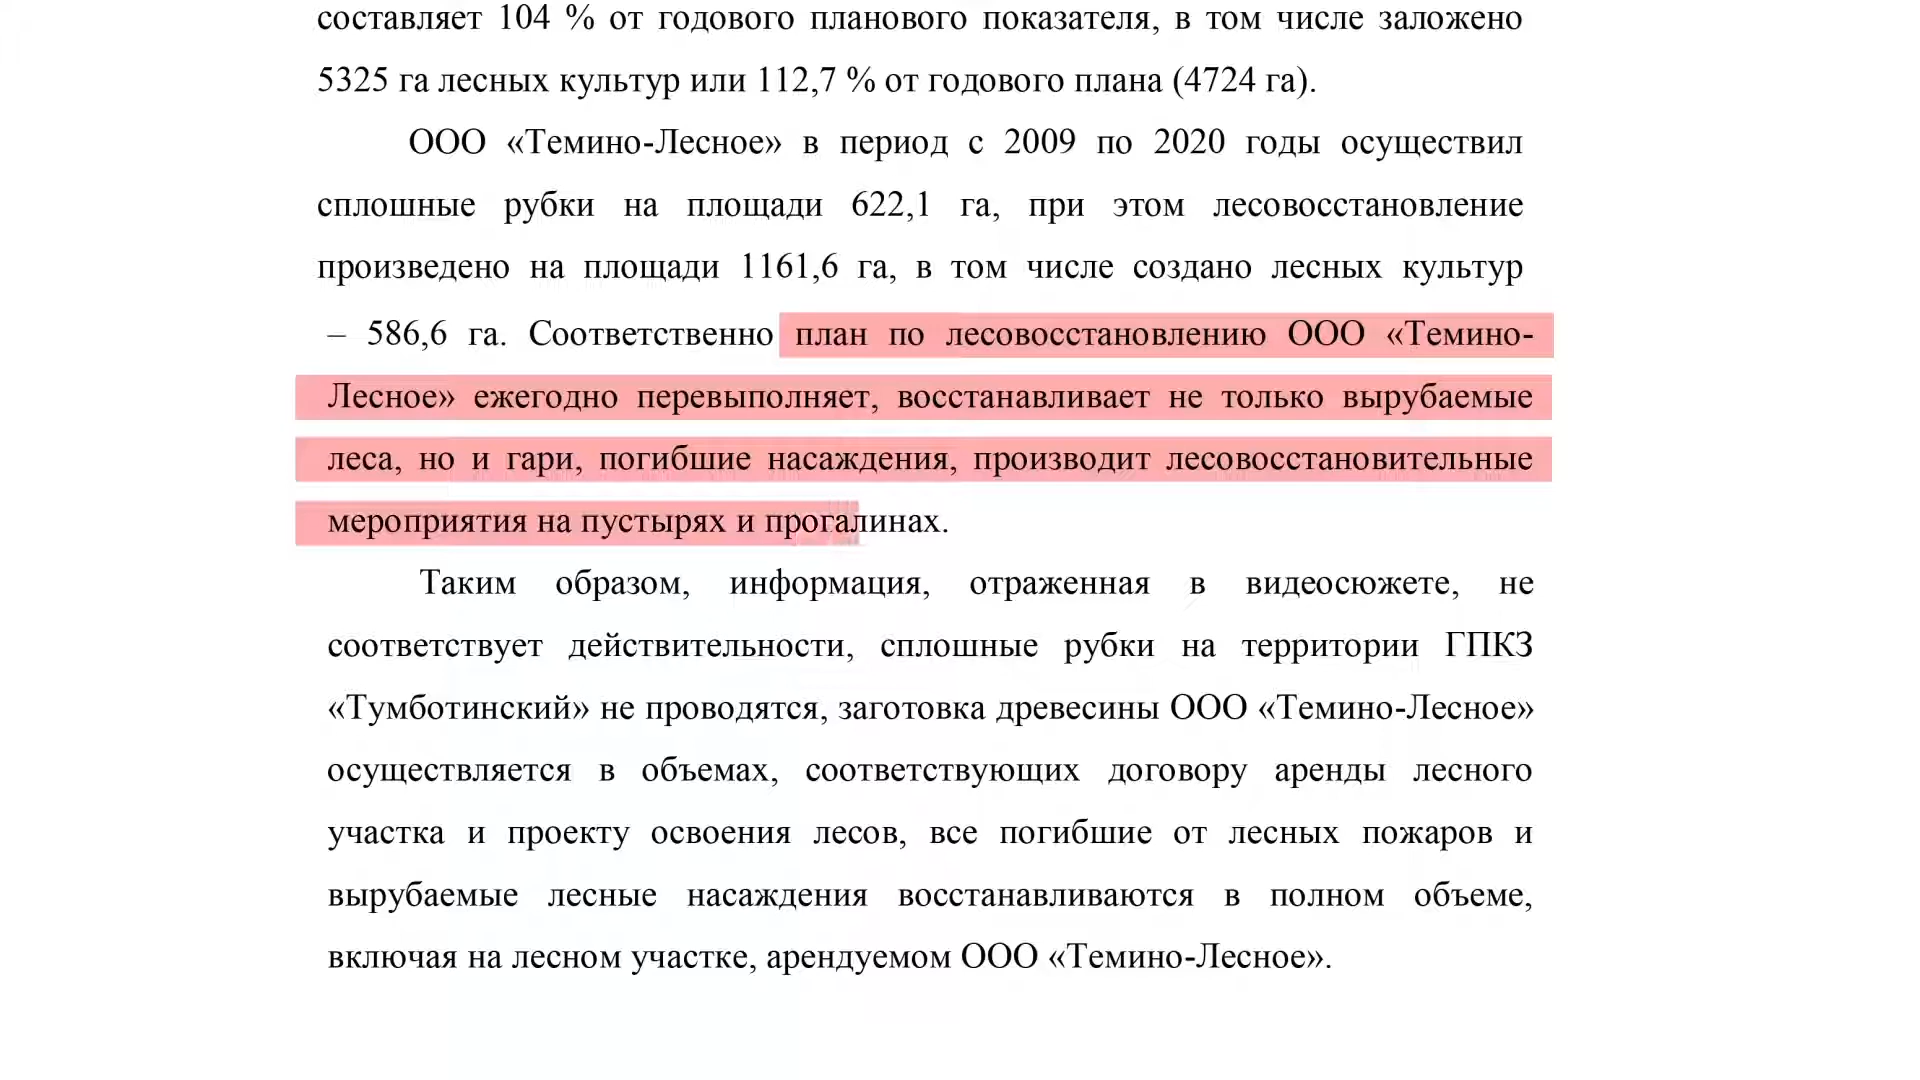 составляет 104 % от годового планового показателя, в том числе заложено
5325 га лесных культур или 112,7 % от годового плана (4724 га).
ООО «Темино-Лесное» в период с 2009 по 2020 годы осуществил
сплошные рубки на площади 622,1 га, при этом лесовосстановление
произведено на площади 1161,6 га, в том числе создано лесных культур
– 586,6 га. Соответственно план по лесовосстановлению ООО «Темино-
Лесное» ежегодно перевыполняет, восстанавливает не только вырубаемые
леса, но и гари, погибшие насаждения, производит лесовосстановительные
мероприятия на пустырях и прогалинах.
Таким образом, информация, отраженная в видеосюжете, не
соответствует действительности, сплошные рубки на территории ГПКЗ
«Тумботинский» не проводятся, заготовка древесины ООО «Темино-Лесное»
осуществляется в объемах, соответствующих договору аренды лесного
участка и проекту освоения лесов, все погибшие от лесных пожаров и
вырубаемые лесные насаждения восстанавливаются в полном объеме,
включая на лесном участке, арендуемом ООО «Темино-Лесное».